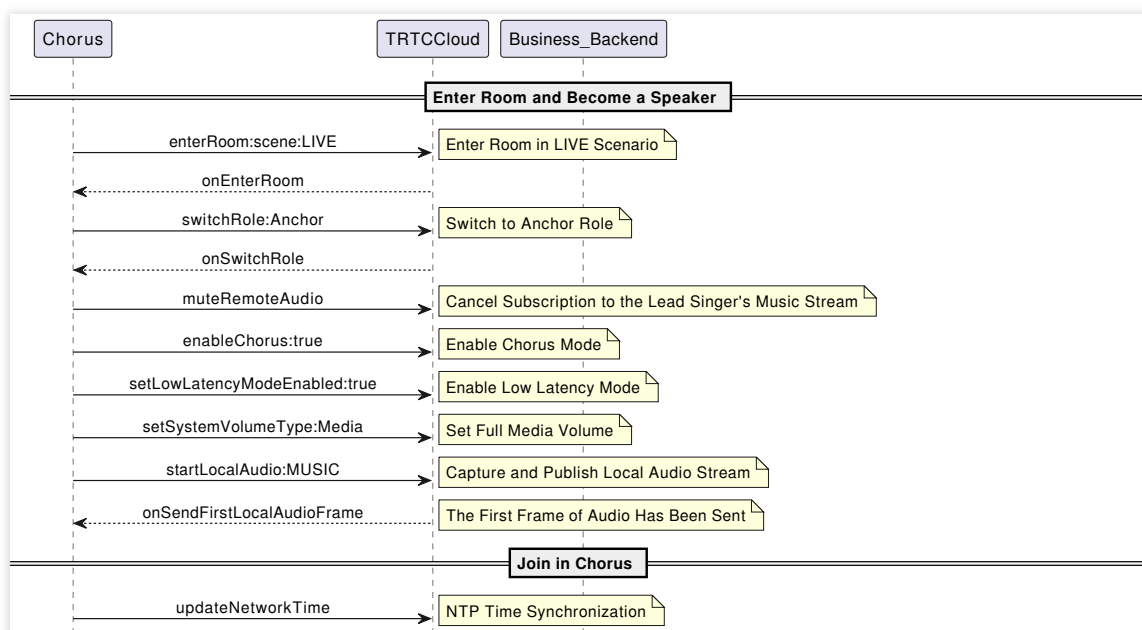 Chorus
TRTCCloud
Business_Backend
Enter Room and Become a Speaker
enterRoom:scene:LIVE
Enter Room in LIVE Scenario
onEnterRoom
switchRole:Anchor
Switch to Anchor Role
onSwitchRole
muteRemoteAudio
Cancel Subscription to the Lead Singer's Music Stream
enableChorus:true
Enable Chorus Mode
setLowLatencyModeEnabled:true
Enable Low Latency Mode
setSystemVolumeType:Media
Set Full Media Volume
startLocalAudio:MUSIC
Capture and Publish Local Audio Stream
onSendFirstLocalAudioFrame
The First Frame of Audio Has Been Sent
Join in Chorus
updateNetworkTime
NTP Time Synchronization